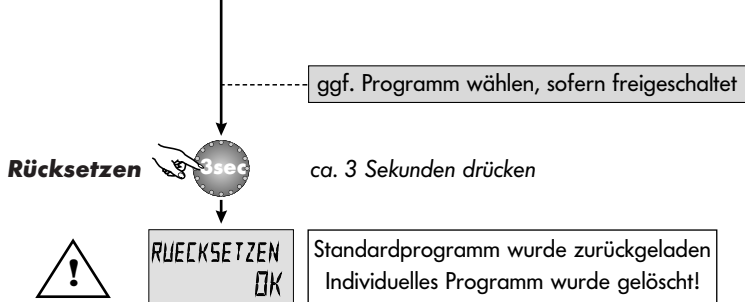 ggf. Programm wählen, sofern freigeschaltet
Rücksetzen 3sec ca. 3 Sekunden drücken
! RUECKSETZEN Standardprogramm wurde zurückgeladen
OK Individuelles Programm wurde gelöscht!